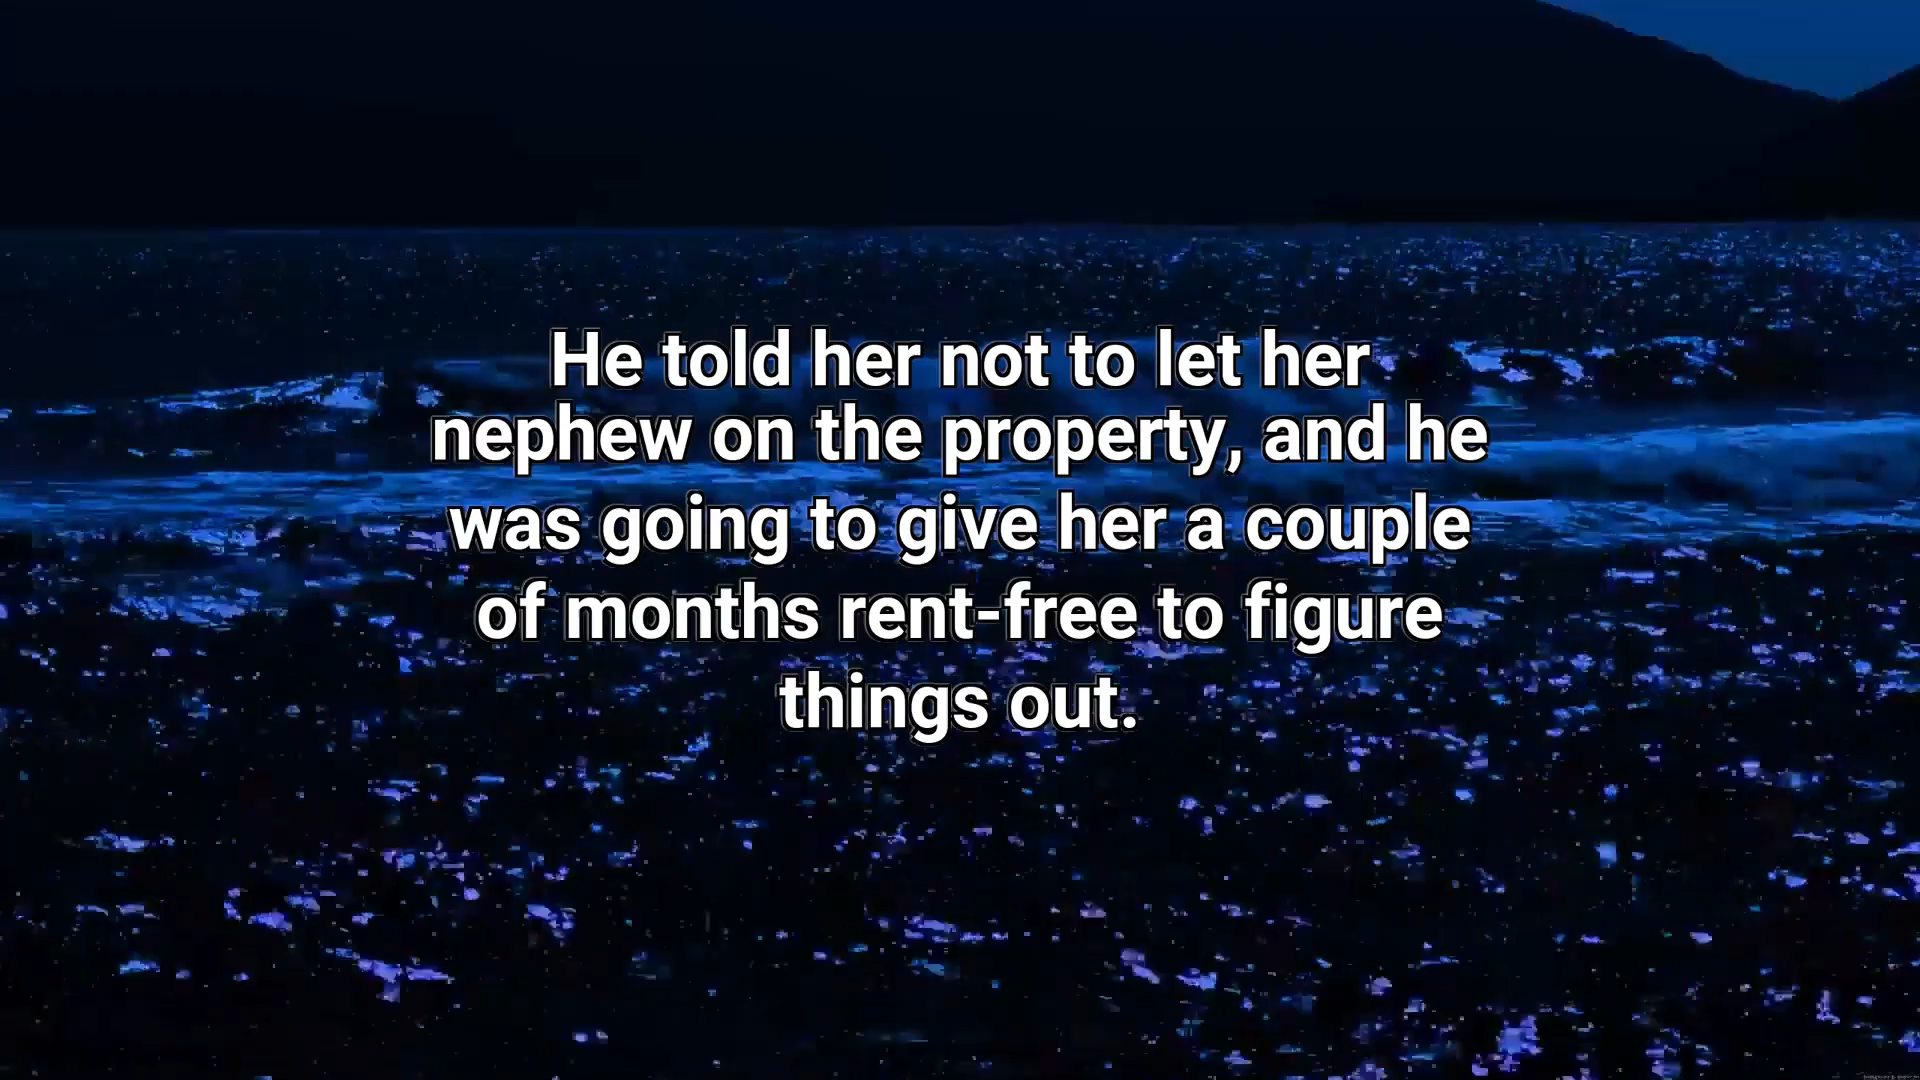 He told her not to let her
nephew on the property, and he
was going to give her a couple
of months rent-free to figure
things out.